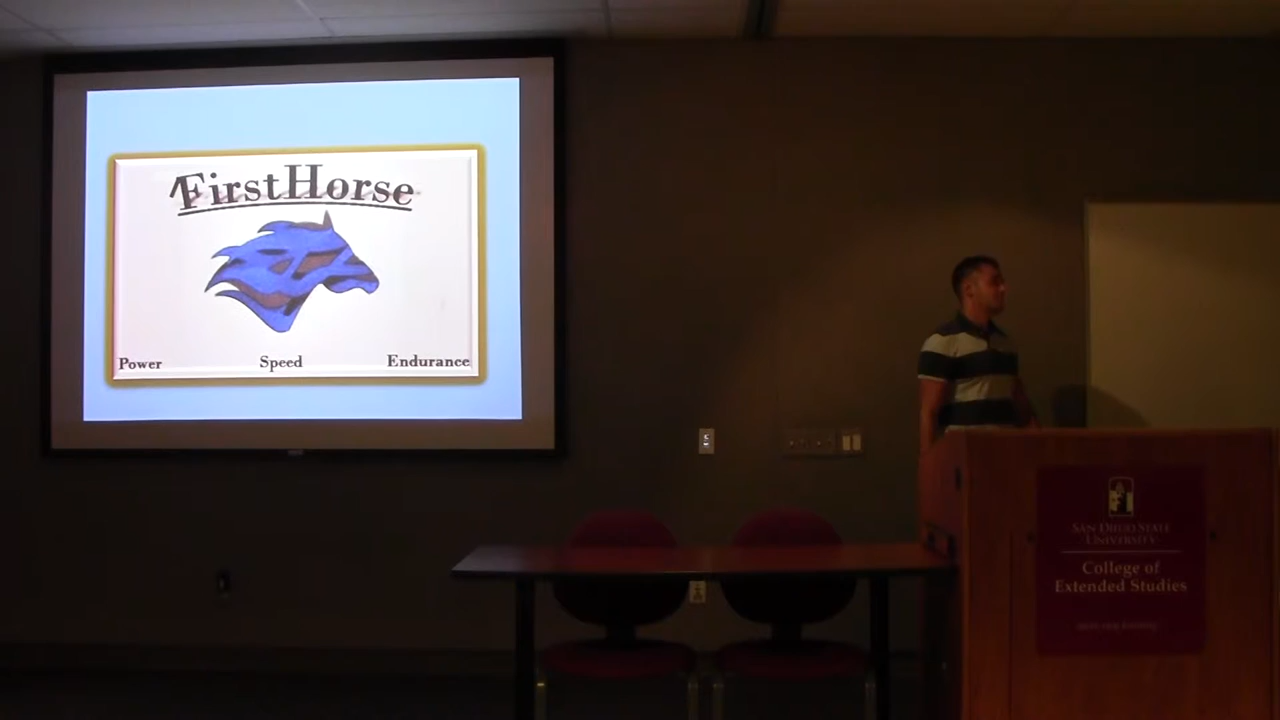 FirstHorse
Power Speed Endurance
SAN DIEGO STATE
UNIVERSITY
College of
Extended Studies